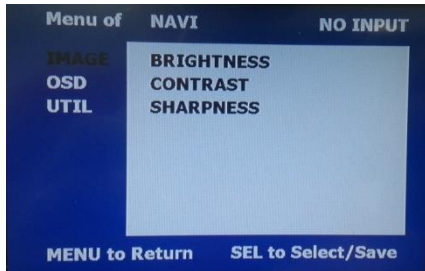 Menu of NAVI NO INPUT
IMAGE BRIGHTNESS
OSD CONTRAST
UTIL SHARPNESS
MENU to Return SEL to Select/Save